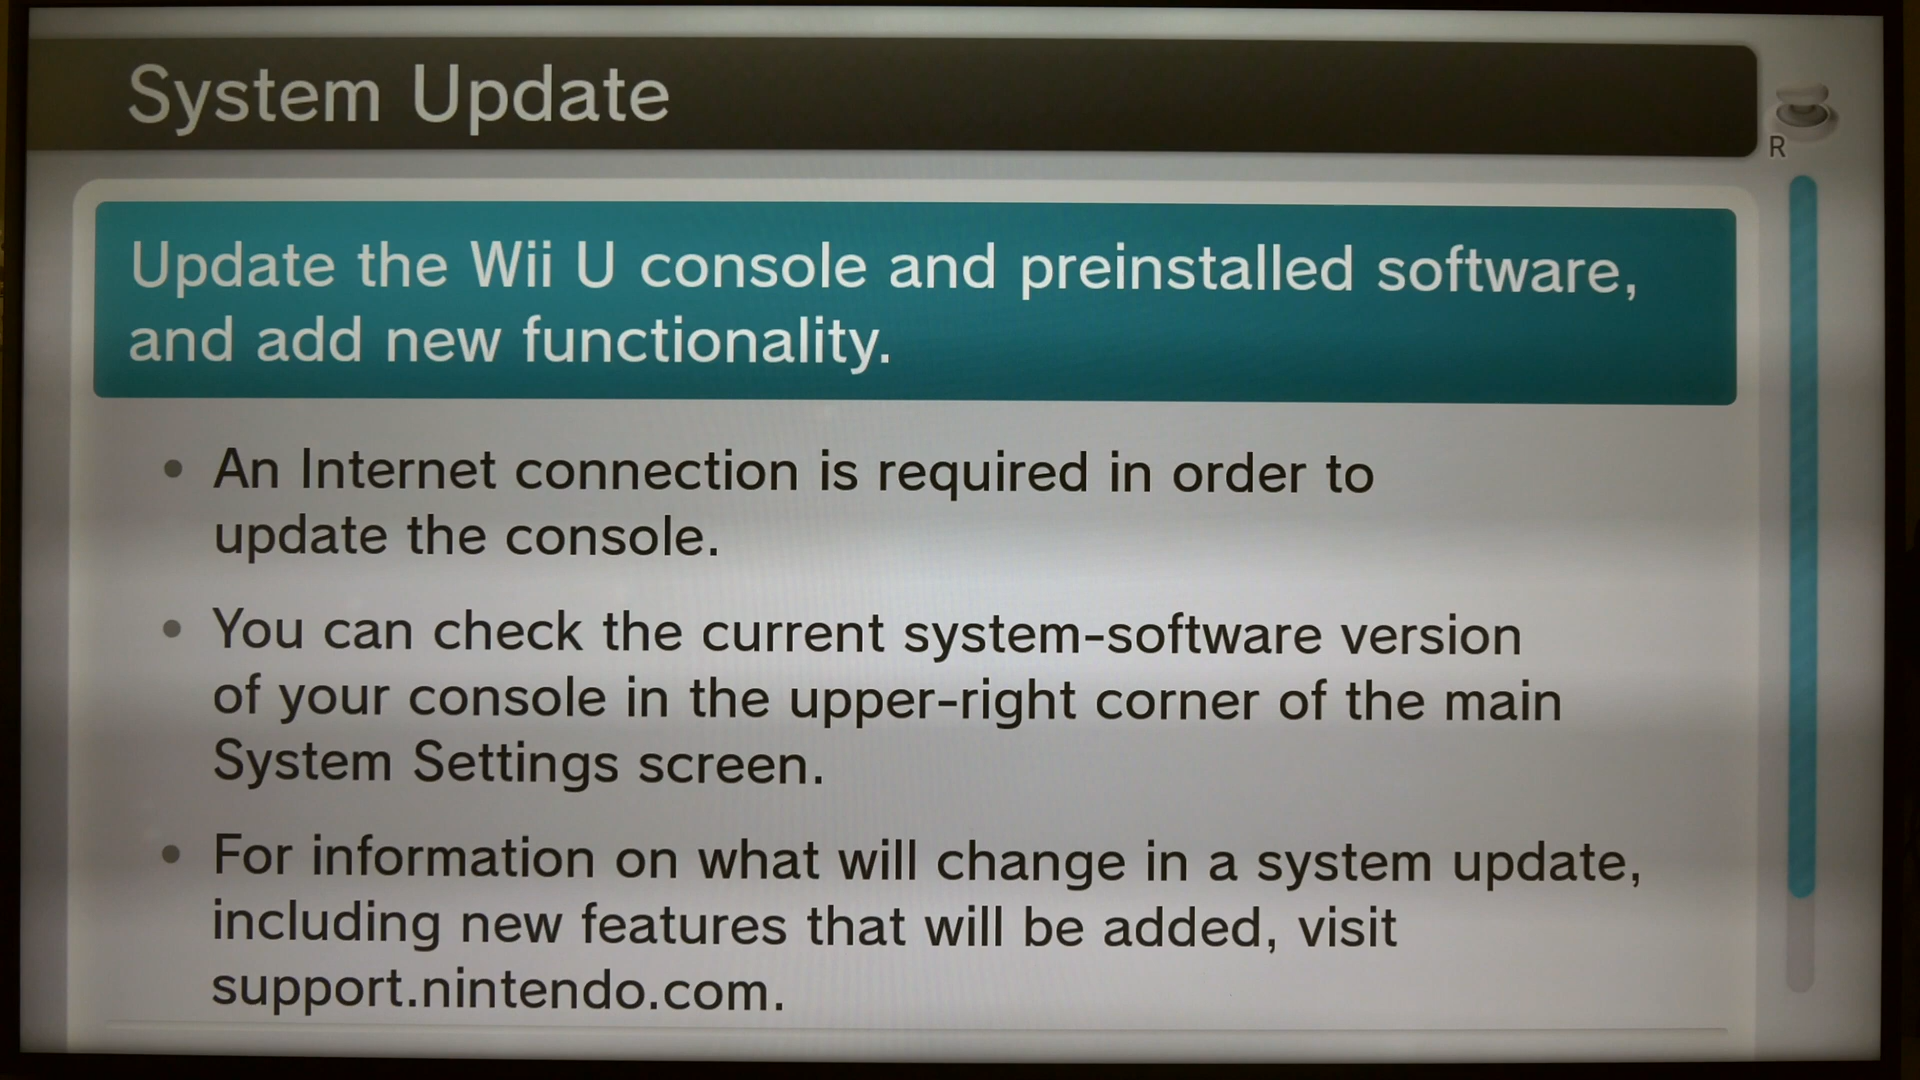 System Update
R
Update the Wii U console and preinstalled software,
and add new functionality.
• An Internet connection is required in order to
update the console.
• You can check the current system-software version
of your console in the upper-right corner of the main
System Settings screen.
• For information on what will change in a system update,
including new features that will be added, visit
support.nintendo.com.